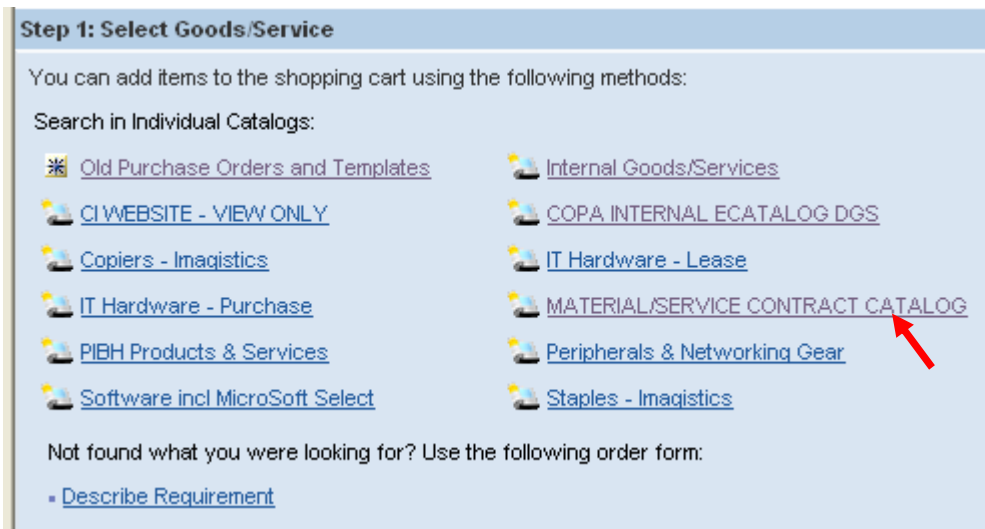 Step 1: Select Goods/Service
You can add items to the shopping cart using the following methods:
Search in Individual Catalogs:
Old Purchase Orders and Templates
Internal Goods/Services
CI WEBSITE - VIEW ONLY
COPA INTERNAL ECATALOG DGS
Copiers - Imagistics
IT Hardware - Lease
IT Hardware - Purchase
MATERIAL/SERVICE CONTRACT CATALOG
PIBH Products & Services
Peripherals & Networking Gear
Software incl MicroSoft Select
Staples - Imagistics
Not found what you were looking for? Use the following order form:
Describe Requirement